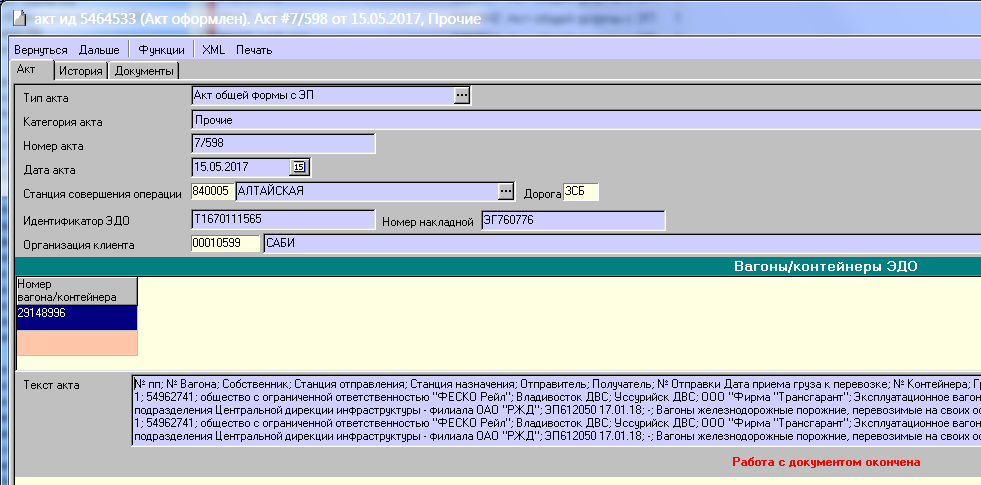 акт ид 5464533 (Акт оформлен). Акт #7/598 от 15.05.2017, Прочие
Вернуться Дальше Функции XML Печать
Акт История Документы
Тип акта Акт общей формы с ЭП ...
Категория акта Прочие
Номер акта 7/598
Дата акта 15.05.2017 15
Станция совершения операции 840005 АЛТАЙСКАЯ ... Дорога ЗСБ
Идентификатор ЭДО Т1670111565 Номер накладной ЭГ760776
Организация клиента 00010599 САБИ
Вагоны/контейнеры ЭДО
Номер
вагона/контейнера
29148996
Текст акта № пп; № Вагона; Собственник; Станция отправления; Станция назначения; Отправитель; Получатель; № Отправки Дата приема груза к перевозке; № Контейнера; Г
1; 54962741; общество с ограниченной ответственностью "ФЕСКО Рейл"; Владивосток ДВС; Уссурийск ДВС; ООО "Фирма "Трансгарант"; Эксплуатационное вагон
подразделения Центральной дирекции инфраструктуры - филиала ОАО "РЖД"; ЭП612050 17.01.18; -; Вагоны железнодорожные порожние, перевозимые на своих ос
1; 54962741; общество с ограниченной ответственностью "ФЕСКО Рейл"; Владивосток ДВС; Уссурийск ДВС; ООО "Фирма "Трансгарант"; Эксплуатационное вагон
подразделения Центральной дирекции инфраструктуры - филиала ОАО "РЖД"; ЭП612050 17.01.18; -; Вагоны железнодорожные порожние, перевозимые на своих ос
Работа с документом окончена